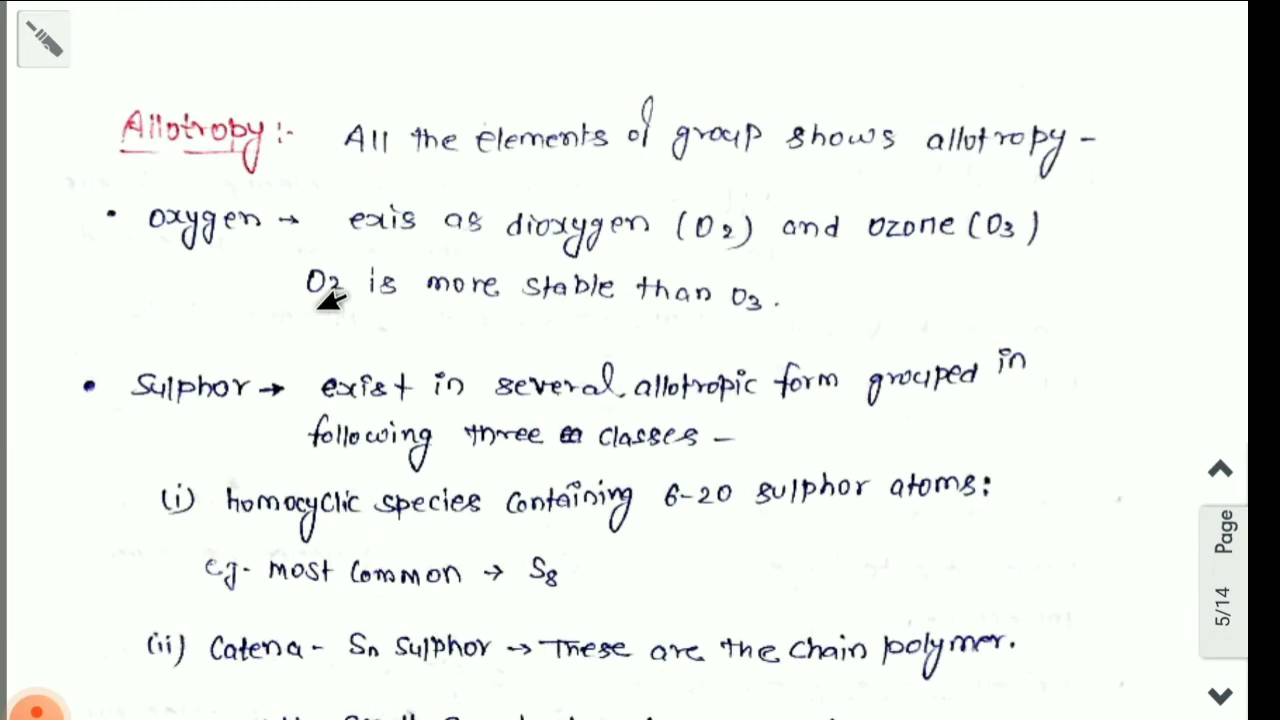 Allotropy:- All the elements of group shows allotropy -
• oxygen → exis as dioxygen (O2) and ozone (O3)
O2 is more stable than O3.
• Sulphor → exist in several allotropic form grouped in
following three classes -
(i) homocyclic species containing 6-20 sulphor atoms:
eg- most common → S8
(ii) Catena - Sn sulphor → These are the chain polymer.
Page
5/14